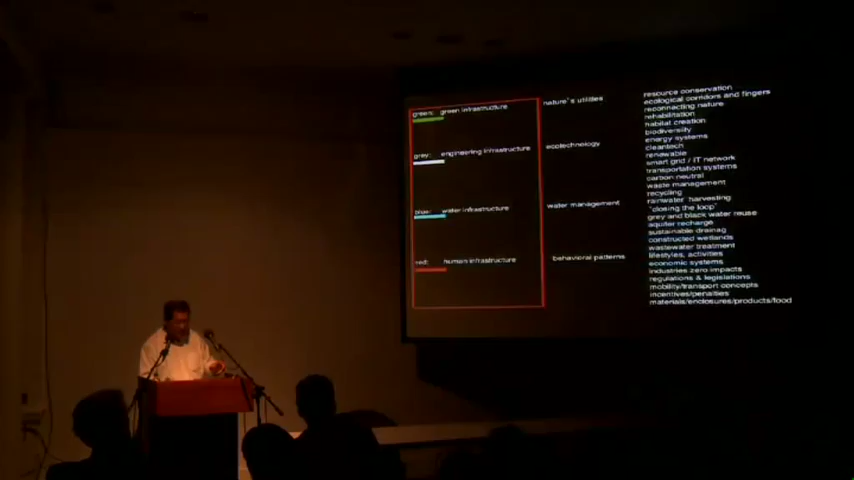 green: green infrastructure
nature's utilities
grey: engineering infrastructure
ecotechnology
blue: water infrastructure
water management
red: human infrastructure
behavioral patterns
resource conservation
ecological corridors and fingers
reconnecting nature
rehabilitation
habitat creation
biodiversity
energy systems
cleantech
renewable
smart grid / IT network
transportation systems
carbon neutral
waste management
recycling
rainwater harvesting
"closing the loop"
grey and black water reuse
aquifer recharge
sustainable drainag
constructed wetlands
wastewater treatment
lifestyles, activities
economic systems
industries zero impacts
regulations & legislations
mobility/transport concepts
incentives/penalties
materials/enclosures/products/food